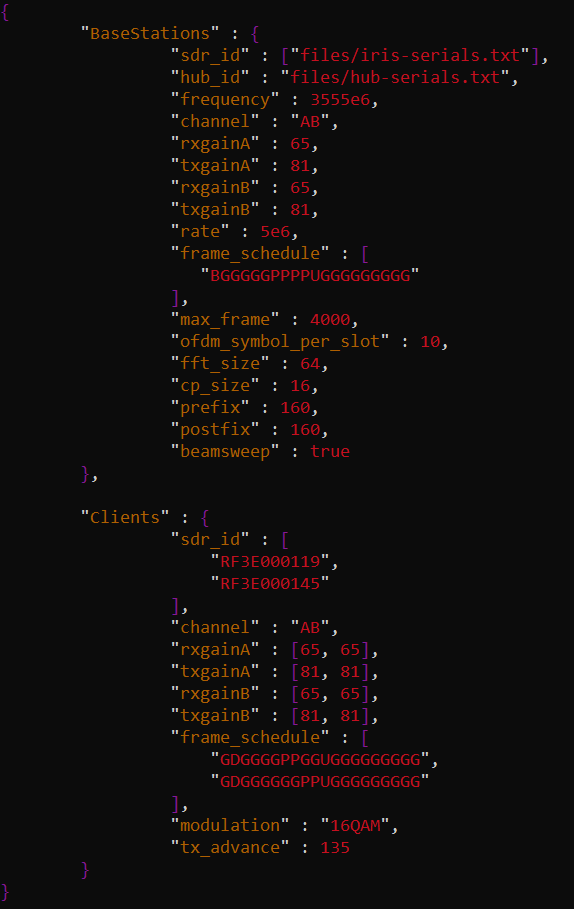 {
"BaseStations" : {
"sdr_id" : ["files/iris-serials.txt"],
"hub_id" : "files/hub-serials.txt",
"frequency" : 3555e6,
"channel" : "AB",
"rxgainA" : 65,
"txgainA" : 81,
"rxgainB" : 65,
"txgainB" : 81,
"rate" : 5e6,
"frame_schedule" : [
"BGGGGGPPPPUGGGGGGGGG"
],
"max_frame" : 4000,
"ofdm_symbol_per_slot" : 10,
"fft_size" : 64,
"cp_size" : 16,
"prefix" : 160,
"postfix" : 160,
"beamsweep" : true
},
"Clients" : {
"sdr_id" : [
"RF3E000119",
"RF3E000145"
],
"channel" : "AB",
"rxgainA" : [65, 65],
"txgainA" : [81, 81],
"rxgainB" : [65, 65],
"txgainB" : [81, 81],
"frame_schedule" : [
"GDGGGGPPGGUGGGGGGGGG",
"GDGGGGGGPPUGGGGGGGGG"
],
"modulation" : "16QAM",
"tx_advance" : 135
}
}